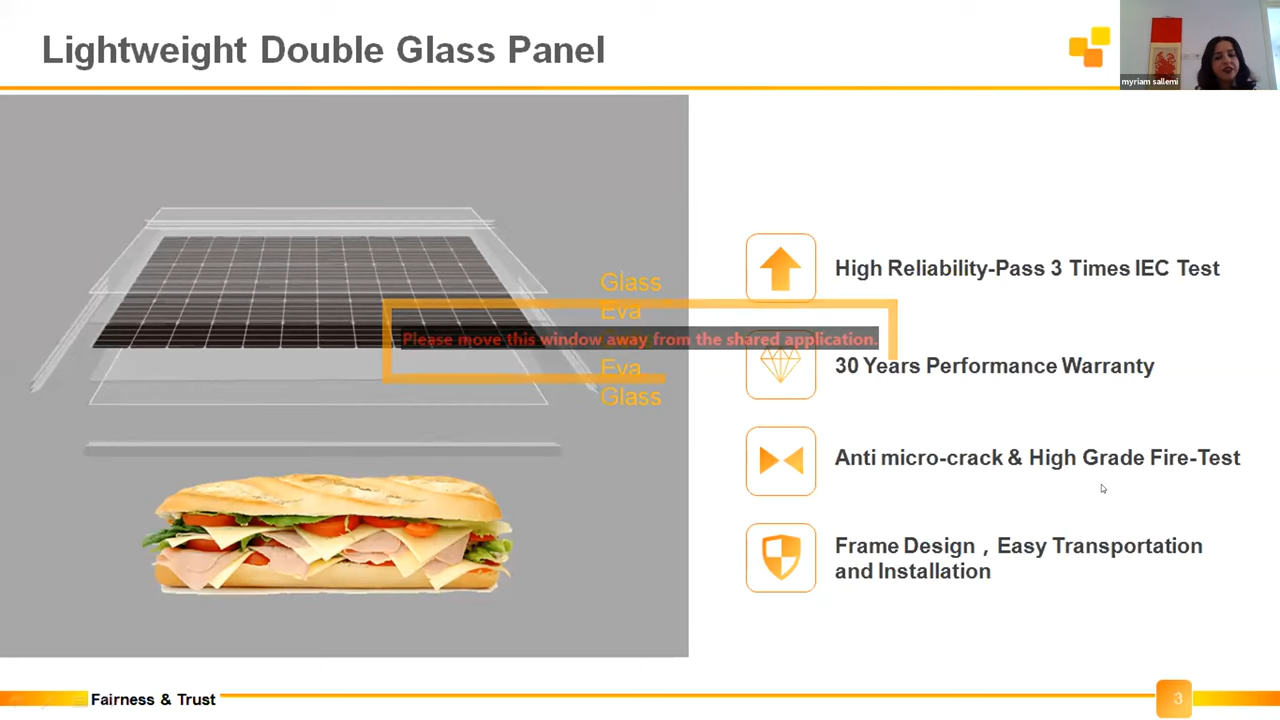 Lightweight Double Glass Panel
myriam sallemi
Glass
Eva
Please move this window away from the shared application.
Eva
Glass
High Reliability-Pass 3 Times IEC Test
30 Years Performance Warranty
Anti micro-crack & High Grade Fire-Test
Frame Design，Easy Transportation
and Installation
Fairness & Trust
3